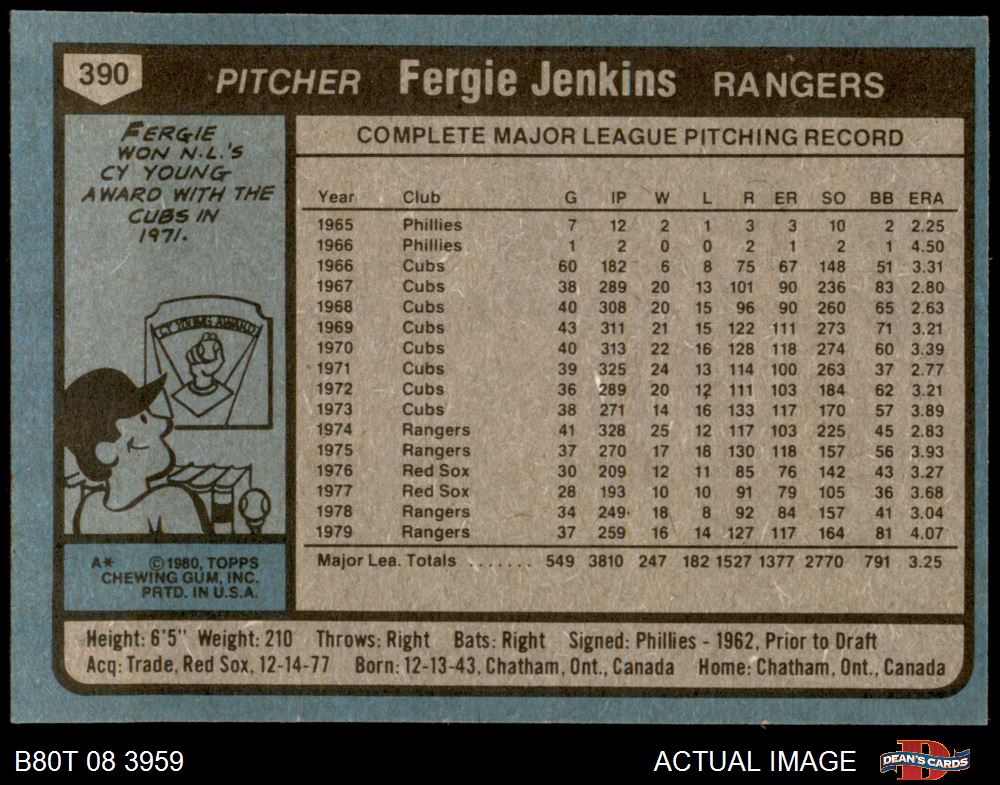 390 PITCHER Fergie Jenkins RANGERS
FERGIE
WON N.L.'S
CY YOUNG
AWARD WITH THE
CUBS IN
1971.
CY YOUNG AWARD
A* ©1980, TOPPS
CHEWING GUM, INC.
PRTD. IN U.S.A.
COMPLETE MAJOR LEAGUE PITCHING RECORD
Year Club G IP W L R ER SO BB ERA
1965 Phillies 7 12 2 1 3 3 10 2 2.25
1966 Phillies 1 2 0 0 2 1 2 1 4.50
1966 Cubs 60 182 6 8 75 67 148 51 3.31
1967 Cubs 38 289 20 13 101 90 236 83 2.80
1968 Cubs 40 308 20 15 96 90 260 65 2.63
1969 Cubs 43 311 21 15 122 111 273 71 3.21
1970 Cubs 40 313 22 16 128 118 274 60 3.39
1971 Cubs 39 325 24 13 114 100 263 37 2.77
1972 Cubs 36 289 20 12 111 103 184 62 3.21
1973 Cubs 38 271 14 16 133 117 170 57 3.89
1974 Rangers 41 328 25 12 117 103 225 45 2.83
1975 Rangers 37 270 17 18 130 118 157 56 3.93
1976 Red Sox 30 209 12 11 85 76 142 43 3.27
1977 Red Sox 28 193 10 10 91 79 105 36 3.68
1978 Rangers 34 249 18 8 92 84 157 41 3.04
1979 Rangers 37 259 16 14 127 117 164 81 4.07
Major Lea. Totals ....... 549 3810 247 182 1527 1377 2770 791 3.25
Height: 6'5" Weight: 210 Throws: Right Bats: Right Signed: Phillies - 1962, Prior to Draft
Acq: Trade, Red Sox, 12-14-77 Born: 12-13-43, Chatham, Ont., Canada Home: Chatham, Ont., Canada
B80T 08 3959 ACTUAL IMAGE D DEAN'S CARDS